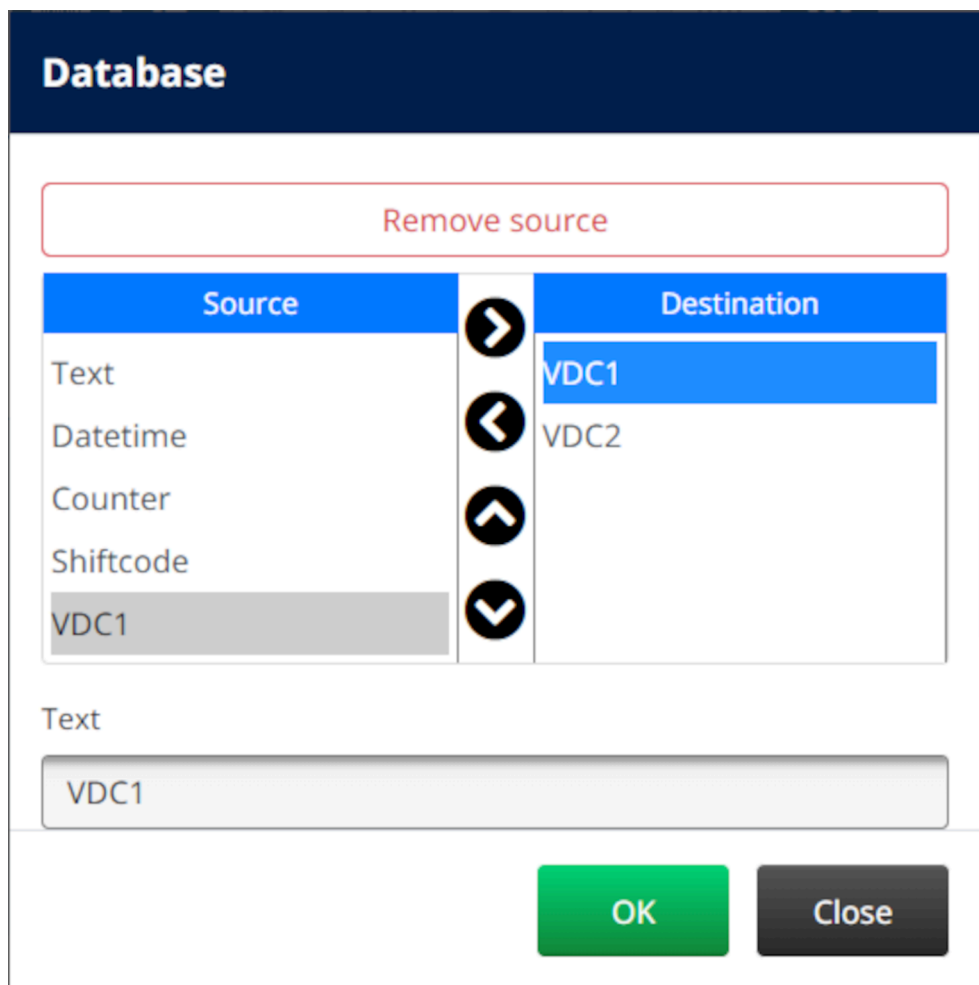 Database
Remove source
Source
Destination
Text
VDC1
Datetime
VDC2
Counter
Shiftcode
VDC1
Text
VDC1
OK
Close